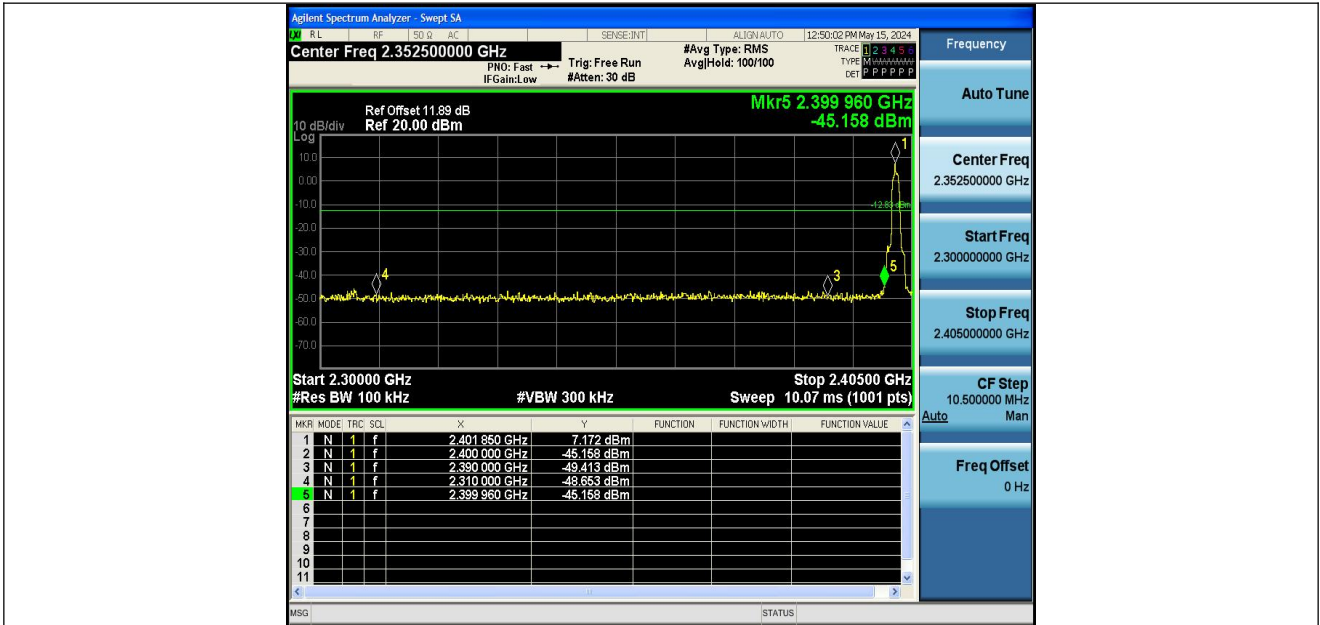 Agilent Spectrum Analyzer - Swept SA
LXI RL RF 50 Ω AC SENSE:INT ALIGN AUTO 12:50:02 PM May 15, 2024
Center Freq 2.352500000 GHz
PNO: Fast
IFGain:Low
Trig: Free Run
#Atten: 30 dB
#Avg Type: RMS
Avg|Hold: 100/100
TRACE 1 2 3 4 5 6
TYPE M WWWWW
DET P P P P P P
Ref Offset 11.89 dB
10 dB/div Ref 20.00 dBm
Log
Mkr5 2.399 960 GHz
-45.158 dBm
10.0
0.00
-10.0
-20.0
-30.0
-40.0
-50.0
-60.0
-70.0
1
-12.83 dBm
4
3
5
Start 2.30000 GHz Stop 2.40500 GHz
#Res BW 100 kHz #VBW 300 kHz Sweep 10.07 ms (1001 pts)
MKR MODE TRC SCL X Y FUNCTION FUNCTION WIDTH FUNCTION VALUE
1 N 1 f 2.401 850 GHz 7.172 dBm
2 N 1 f 2.400 000 GHz -45.158 dBm
3 N 1 f 2.390 000 GHz -49.413 dBm
4 N 1 f 2.310 000 GHz -48.653 dBm
5 N 1 f 2.399 960 GHz -45.158 dBm
6
7
8
9
10
11
MSG STATUS
Frequency
Auto Tune
Center Freq
2.352500000 GHz
Start Freq
2.300000000 GHz
Stop Freq
2.405000000 GHz
CF Step
10.500000 MHz
Auto Man
Freq Offset
0 Hz